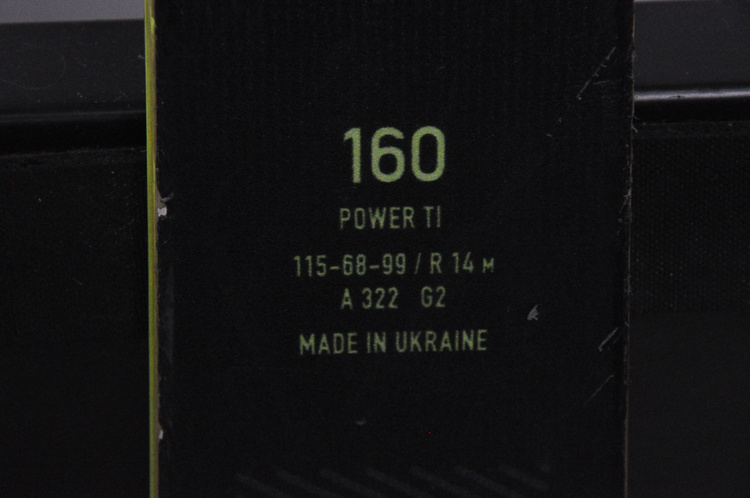 160
POWER TI
115-68-99 / R 14 M
A 322 G2
MADE IN UKRAINE